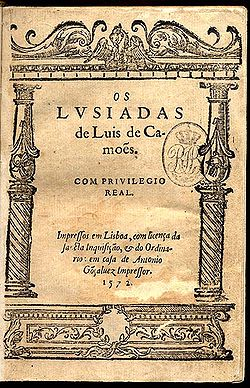 OS
LVSIADAS
de Luis de Ca-
moẽs.
COM PRIVILEGIO
REAL.
Impressos em Lisboa, com licença da
sancta Inquisição, & do Ordina-
rio: em casa de Antonio
Gõçaluez Impressor.
1572.